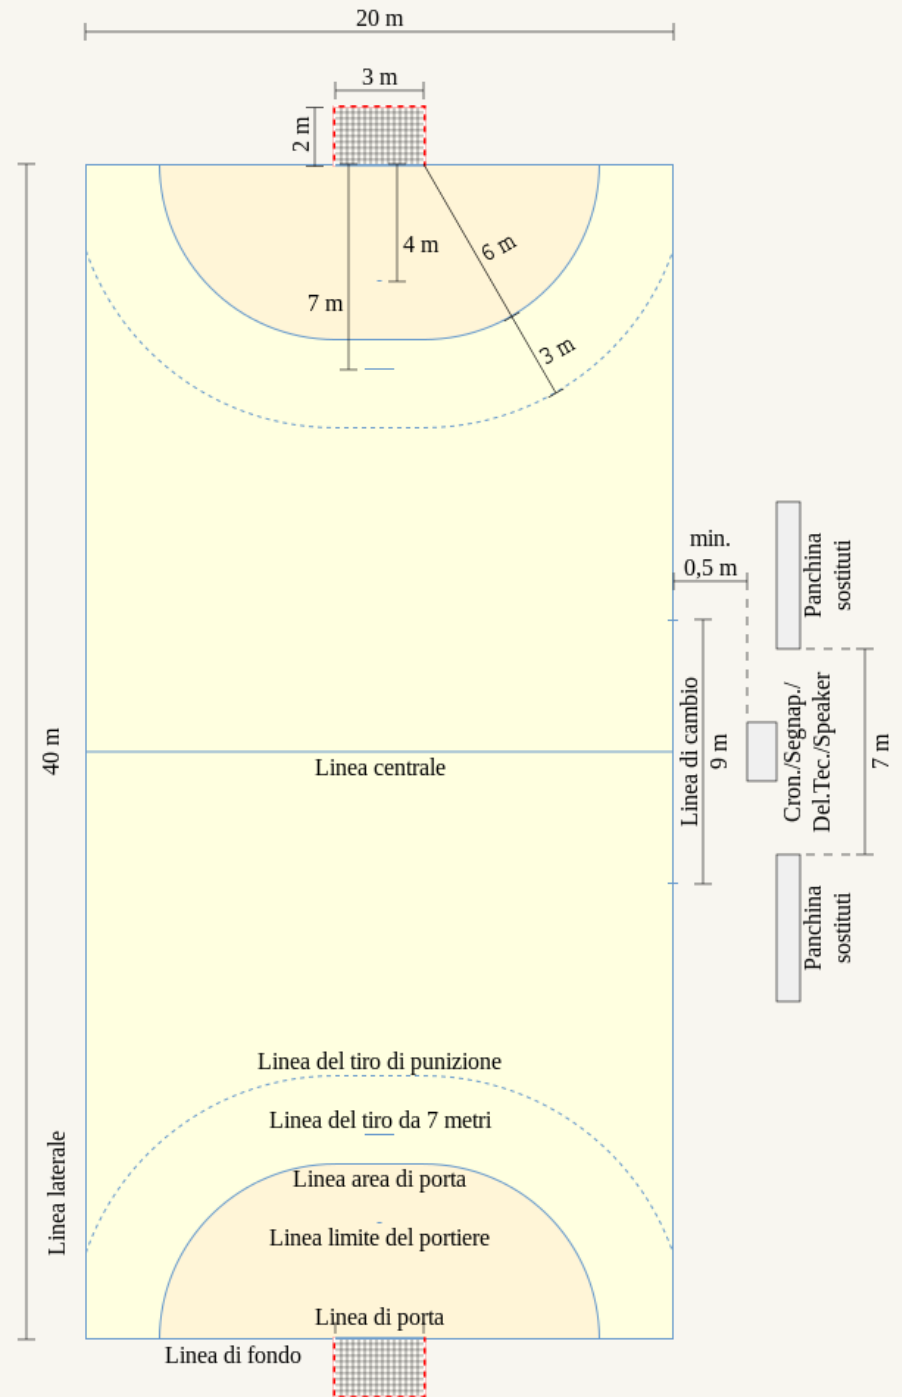 20 m
3 m
2 m
4 m
6 m
7 m
3 m
min.
0,5 m
Panchina
sostituti
Linea di cambio
9 m
Cron./Segnap./
Del.Tec./Speaker
7 m
40 m
Linea centrale
Panchina
sostituti
Linea del tiro di punizione
Linea del tiro da 7 metri
Linea laterale
Linea area di porta
Linea limite del portiere
Linea di porta
Linea di fondo